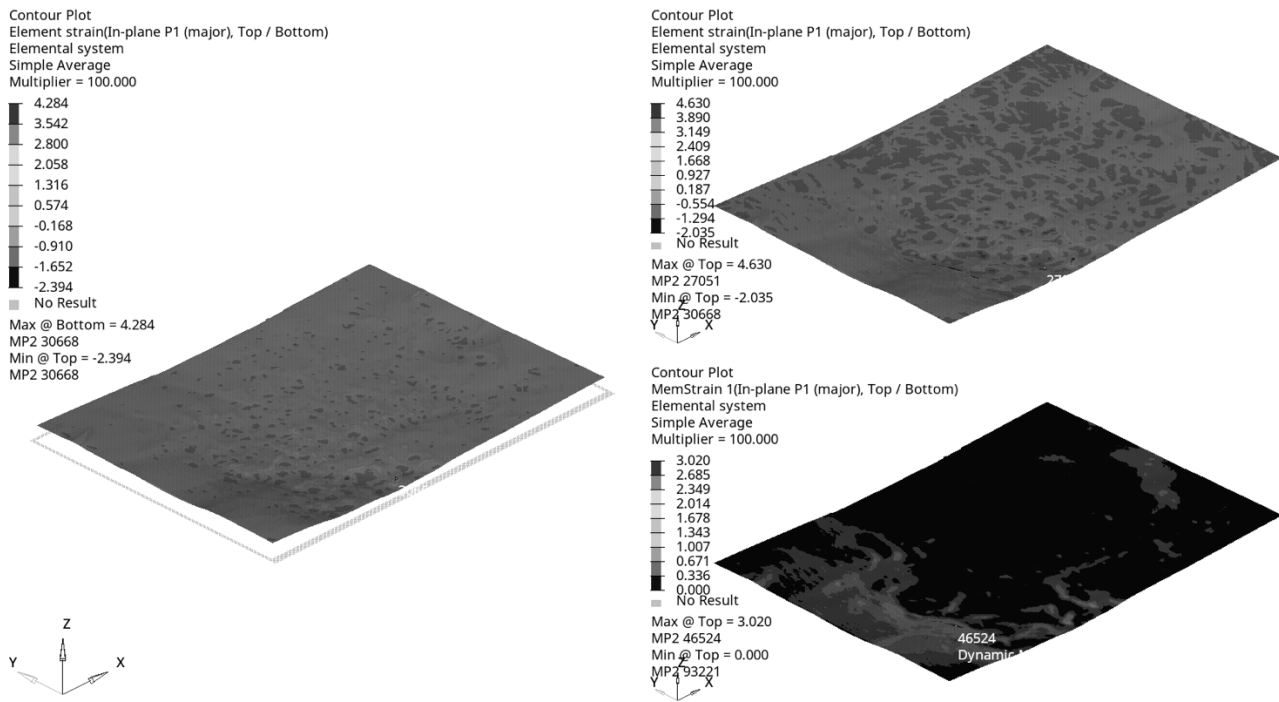 Contour Plot
Element strain(In-plane P1 (major), Top / Bottom)
Elemental system
Simple Average
Multiplier = 100.000
4.284
3.542
2.800
2.058
1.316
0.574
-0.168
-0.910
-1.652
-2.394
No Result
Max @ Bottom = 4.284
MP2 30668
Min @ Top = -2.394
MP2 30668
Z
Y
X
Contour Plot
Element strain(In-plane P1 (major), Top / Bottom)
Elemental system
Simple Average
Multiplier = 100.000
4.630
3.890
3.149
2.409
1.668
0.927
0.187
-0.554
-1.294
-2.035
No Result
Max @ Top = 4.630
MP2 27051
Min @ Top = -2.035
MP2 30668
Z
Y
X
Contour Plot
MemStrain 1(In-plane P1 (major), Top / Bottom)
Elemental system
Simple Average
Multiplier = 100.000
3.020
2.685
2.349
2.014
1.678
1.343
1.007
0.671
0.336
0.000
No Result
Max @ Top = 3.020
MP2 46524
Min @ Top = 0.000
MP2 93221
Z
Y
X
46524
Dynamic